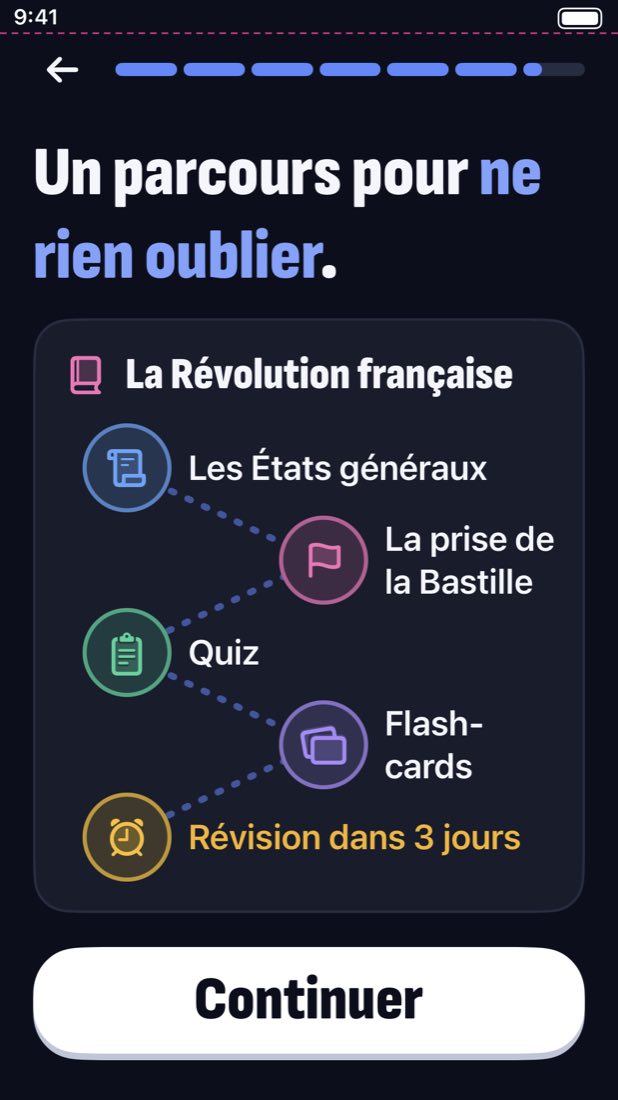 9:41
Un parcours pour ne
rien oublier.
La Révolution française
Les États généraux
La prise de
la Bastille
Quiz
Flash-
cards
Révision dans 3 jours
Continuer